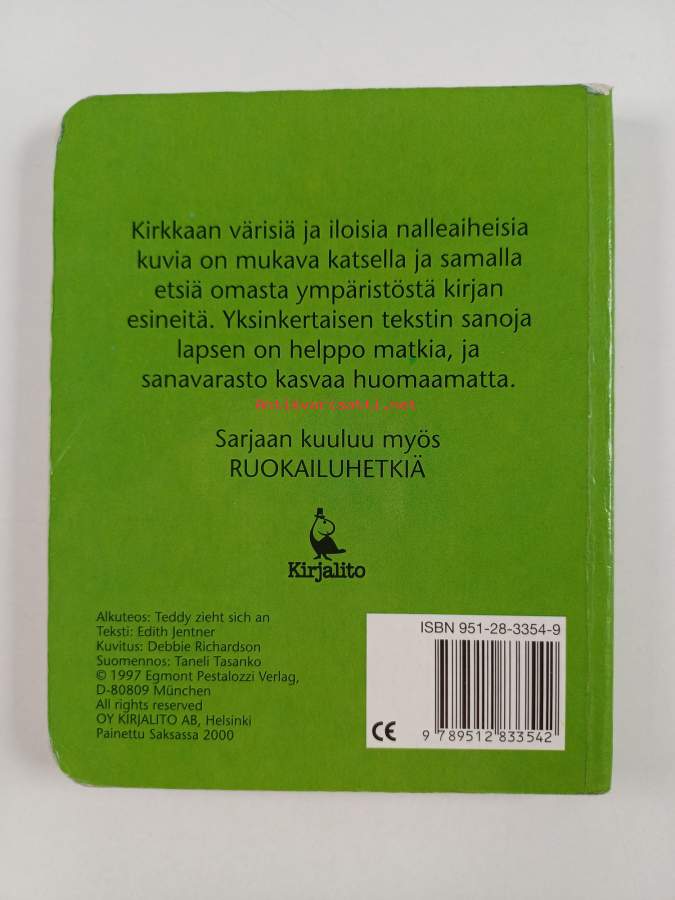 Kirkkaan värisiä ja iloisia nalleaiheisia
kuvia on mukava katsella ja samalla
etsiä omasta ympäristöstä kirjan
esineitä. Yksinkertaisen tekstin sanoja
lapsen on helppo matkia, ja
sanavarasto kasvaa huomaamatta.
Antikvariaatti.net
Sarjaan kuuluu myös
RUOKAILUHETKIÄ
Kirjalito
Alkuteos: Teddy zieht sich an
Teksti: Edith Jentner
Kuvitus: Debbie Richardson
Suomennos: Taneli Tasanko
© 1997 Egmont Pestalozzi Verlag,
D-80809 München
All rights reserved
OY KIRJALITO AB, Helsinki
Painettu Saksassa 2000
ISBN 951-28-3354-9
CE
9 789512 833542